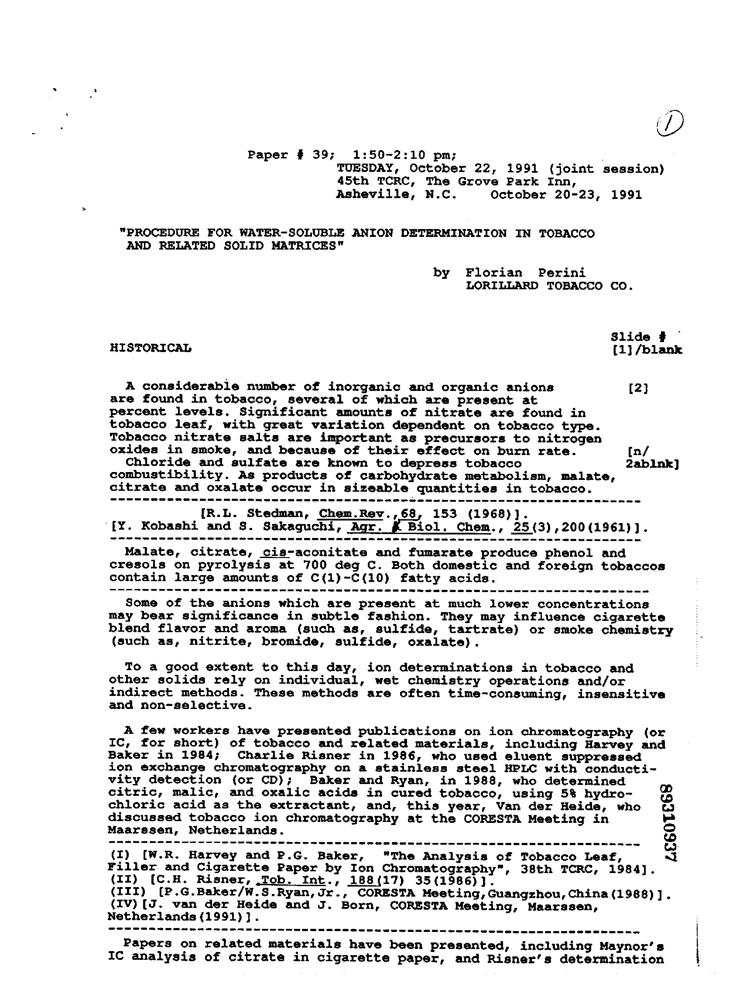 1
Paper # 39; 1:50-2:10 pm;
TUESDAY, October 22, 1991 (joint session)
45th TCRC, The Grove Park Inn,
Asheville, N.C. October 20-23, 1991
"PROCEDURE FOR WATER-SOLUBLE ANION DETERMINATION IN TOBACCO
AND RELATED SOLID MATRICES"
by Florian Perini
LORILLARD TOBACCO CO.
Slide #
HISTORICAL [1]/blank
A considerable number of inorganic and organic anions [2]
are found in tobacco, several of which are present at
percent levels. Significant amounts of nitrate are found in
tobacco leaf, with great variation dependent on tobacco type.
Tobacco nitrate salts are important as precursors to nitrogen
oxides in smoke, and because of their effect on burn rate. [n/
Chloride and sulfate are known to depress tobacco 2ablnk]
combustibility. As products of carbohydrate metabolism, malate,
citrate and oxalate occur in sizeable quantities in tobacco.
[R.L. Stedman, Chem.Rev.,68, 153 (1968)].
[Y. Kobashi and S. Sakaguchi, Agr. & Biol. Chem., 25(3),200(1961)].
Malate, citrate, cis-aconitate and fumarate produce phenol and
cresols on pyrolysis at 700 deg C. Both domestic and foreign tobaccos
contain large amounts of C(1)-C(10) fatty acids.
Some of the anions which are present at much lower concentrations
may bear significance in subtle fashion. They may influence cigarette
blend flavor and aroma (such as, sulfide, tartrate) or smoke chemistry
(such as, nitrite, bromide, sulfide, oxalate).
To a good extent to this day, ion determinations in tobacco and
other solids rely on individual, wet chemistry operations and/or
indirect methods. These methods are often time-consuming, insensitive
and non-selective.
A few workers have presented publications on ion chromatography (or
IC, for short) of tobacco and related materials, including Harvey and
Baker in 1984; Charlie Risner in 1986, who used eluent suppressed
ion exchange chromatography on a stainless steel HPLC with conducti-
vity detection (or CD); Baker and Ryan, in 1988, who determined
citric, malic, and oxalic acids in cured tobacco, using 5% hydro-
chloric acid as the extractant, and, this year, Van der Heide, who
discussed tobacco ion chromatography at the CORESTA Meeting in
Maarssen, Netherlands.
89310937
(I) [W.R. Harvey and P.G. Baker, "The Analysis of Tobacco Leaf,
Filler and Cigarette Paper by Ion Chromatography", 38th TCRC, 1984].
(II) [C.H. Risner, Tob. Int., 188(17) 35(1986)].
(III) [P.G.Baker/W.S.Ryan,Jr., CORESTA Meeting,Guangzhou,China(1988)].
(IV)[J. van der Heide and J. Born, CORESTA Meeting, Maarssen,
Netherlands(1991)].
Papers on related materials have been presented, including Maynor's
IC analysis of citrate in cigarette paper, and Risner's determination